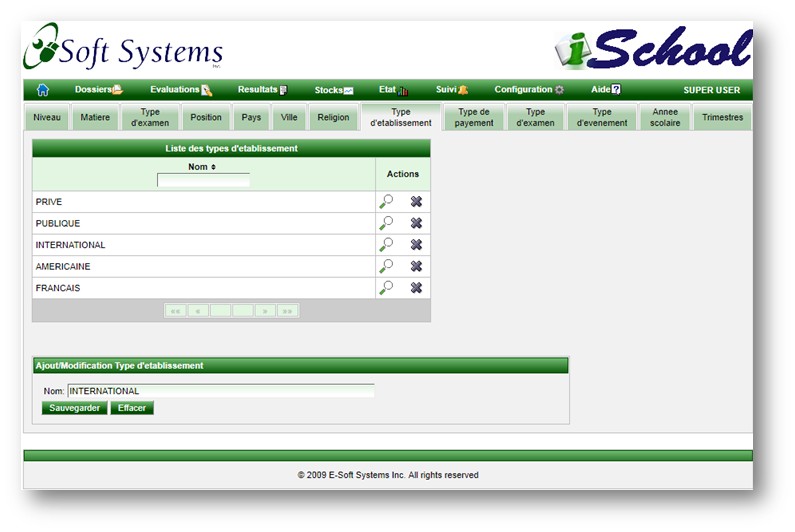 eSoft Systems
Inc.
iSchool
Dossiers Evaluations Resultats Stocks Etat Suivi Configuration Aide SUPER USER
Niveau Matiere Type d'examen Position Pays Ville Religion Type d'etablissement Type de payement Type d'examen Type d'evenement Annee scolaire Trimestres
Liste des types d'etablissement
Nom Actions
PRIVE
PUBLIQUE
INTERNATIONAL
AMERICAINE
FRANCAIS
«« « » »»
Ajout/Modification Type d'etablissement
Nom: INTERNATIONAL
Sauvegarder Effacer
© 2009 E-Soft Systems Inc. All rights reserved